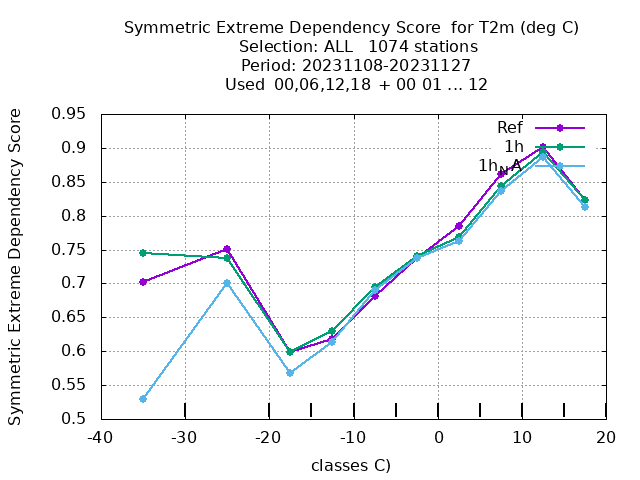 Symmetric Extreme Dependency Score  for T2m (deg C)
Selection: ALL   1074 stations
Period: 20231108-20231127
Used  00,06,12,18 + 00 01 ... 12
Symmetric Extreme Dependency Score
0.95
0.9
0.85
0.8
0.75
0.7
0.65
0.6
0.55
0.5
Ref
1h
1hNA
-40
-30
-20
-10
0
10
20
classes C)